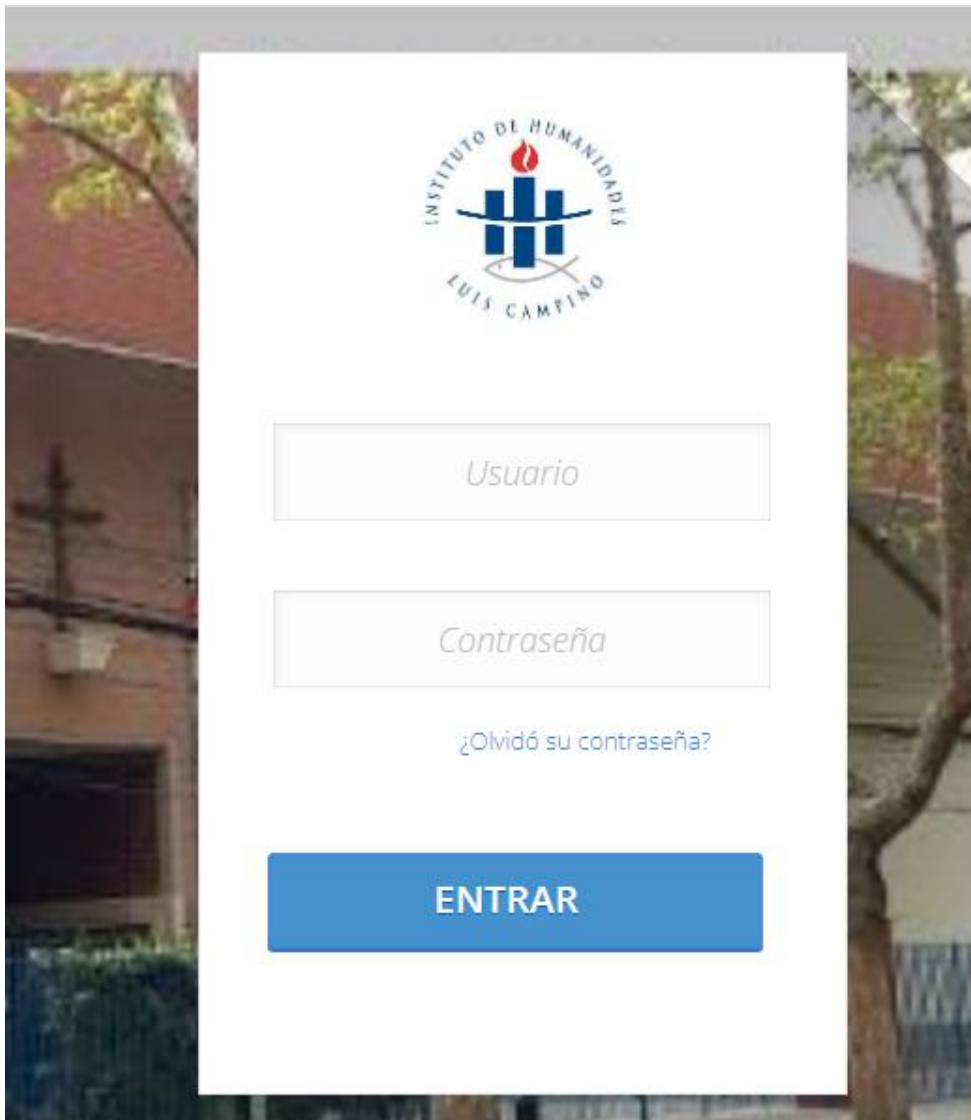 INSTITUTO DE HUMANIDADES
LUIS CAMPINO
Usuario
Contraseña
¿Olvidó su contraseña?
ENTRAR